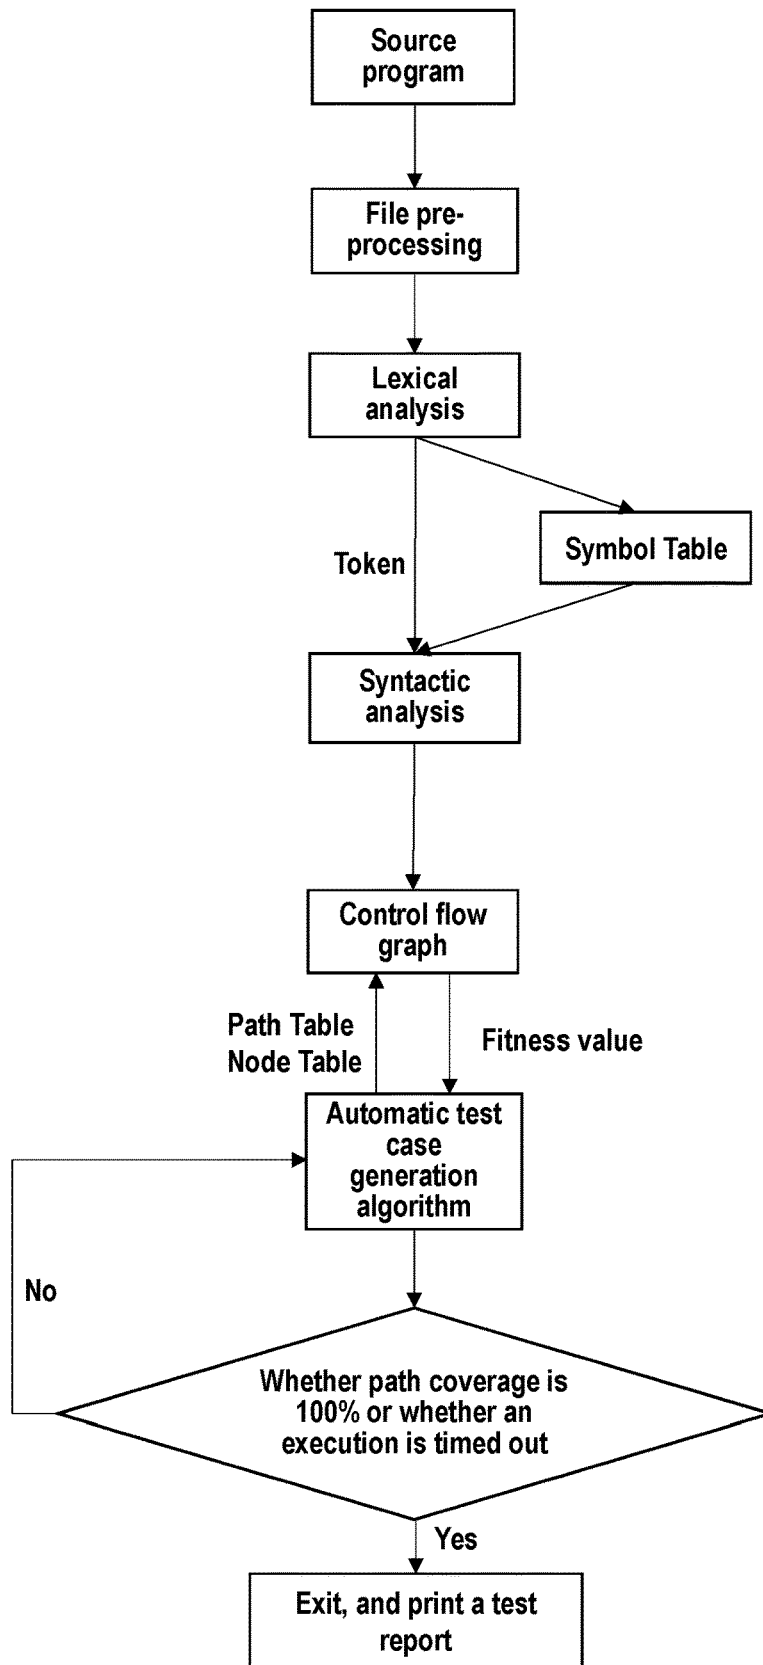 Source
program
File pre-
processing
Lexical
analysis
Token
Symbol Table
Syntactic
analysis
Control flow
graph
Path Table
Node Table
Fitness value
Automatic test
case
generation
algorithm
No
Whether path coverage is
100% or whether an
execution is timed out
Yes
Exit, and print a test
report